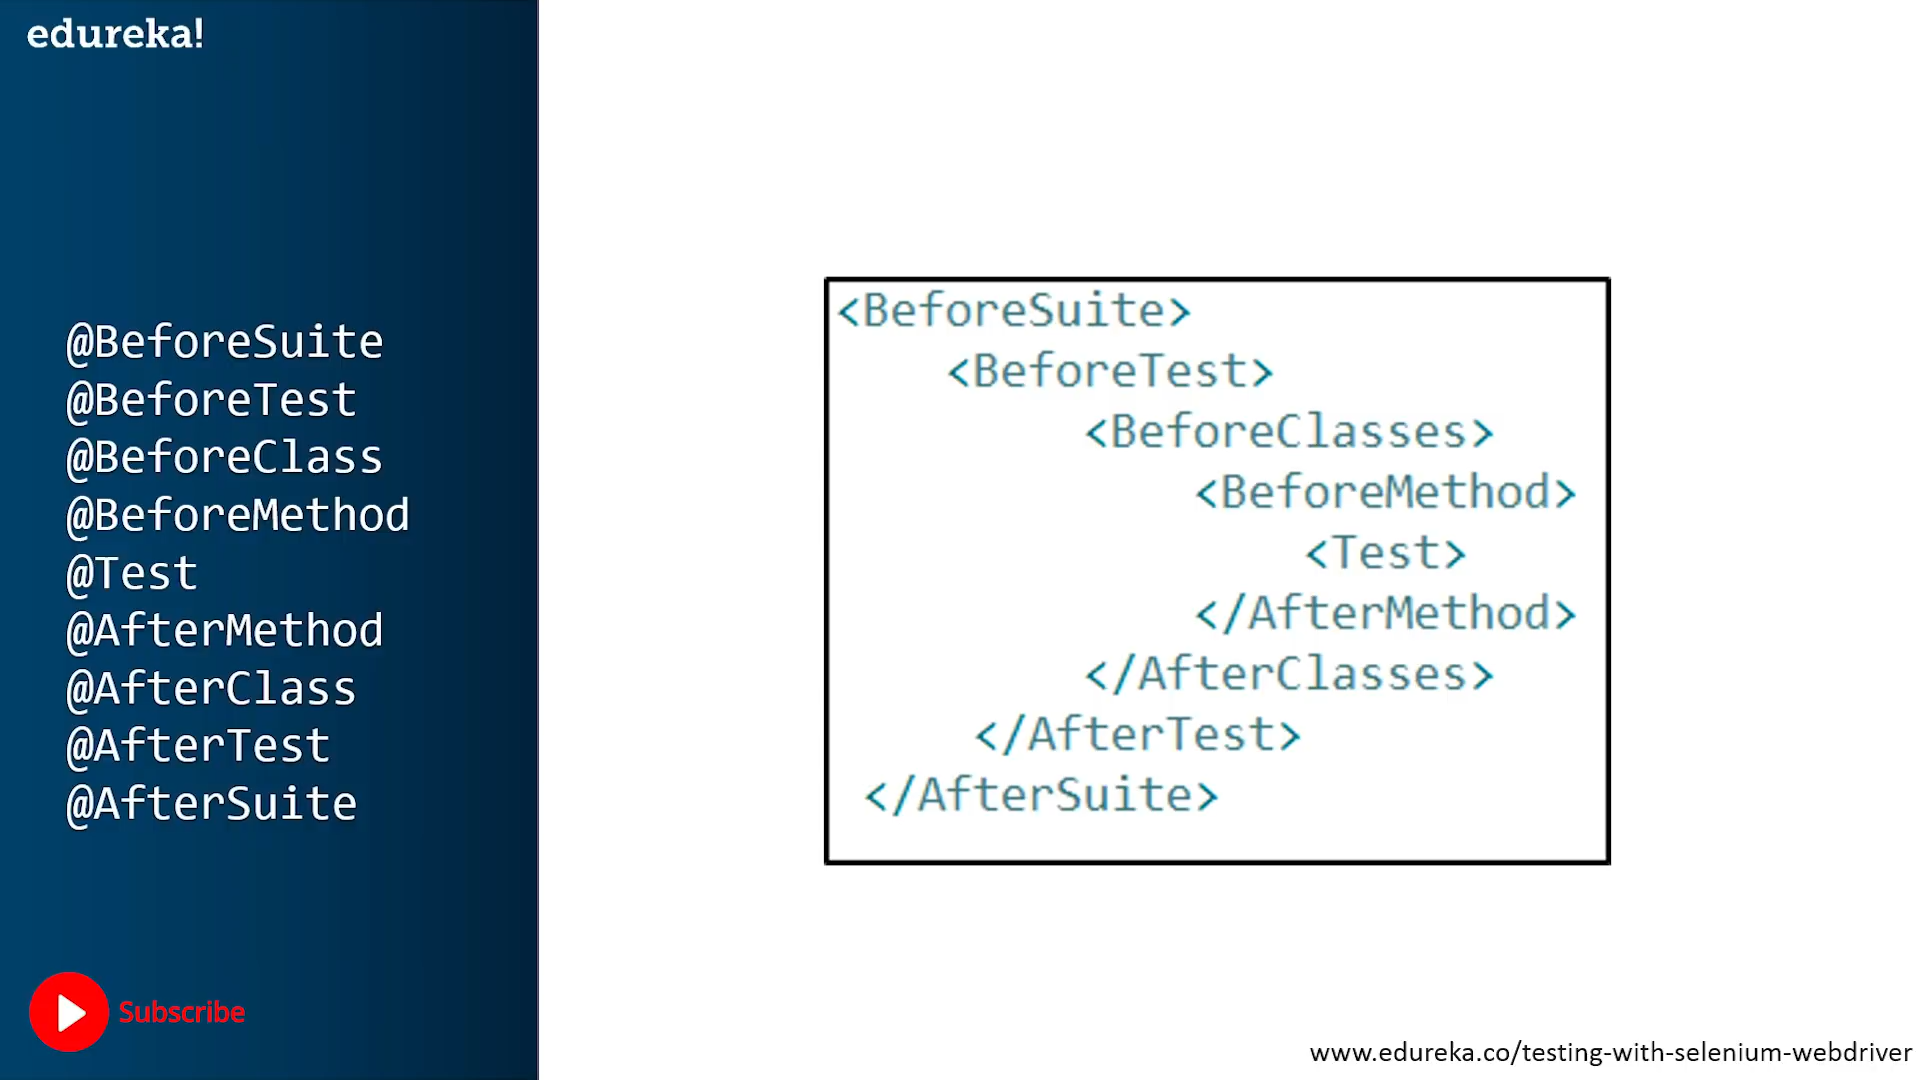 edureka!
@BeforeSuite
@BeforeTest
@BeforeClass
@BeforeMethod
@Test
@AfterMethod
@AfterClass
@AfterTest
@AfterSuite
<BeforeSuite>
<BeforeTest>
<BeforeClasses>
<BeforeMethod>
<Test>
</AfterMethod>
</AfterClasses>
</AfterTest>
</AfterSuite>
Subscribe
www.edureka.co/testing-with-selenium-webdriver